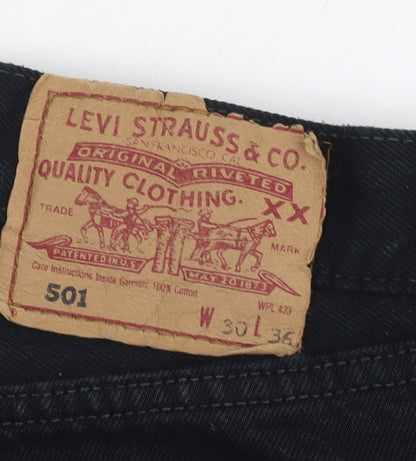 LEVI STRAUSS & CO.
SAN FRANCISCO, CAL.
ORIGINAL RIVETED
QUALITY CLOTHING.
XX
TRADE MARK
PATENTED IN U.S. MAY 20 1873
Care Instructions Inside Garment 100% Cotton
WPL 423
501
W 30 L 36